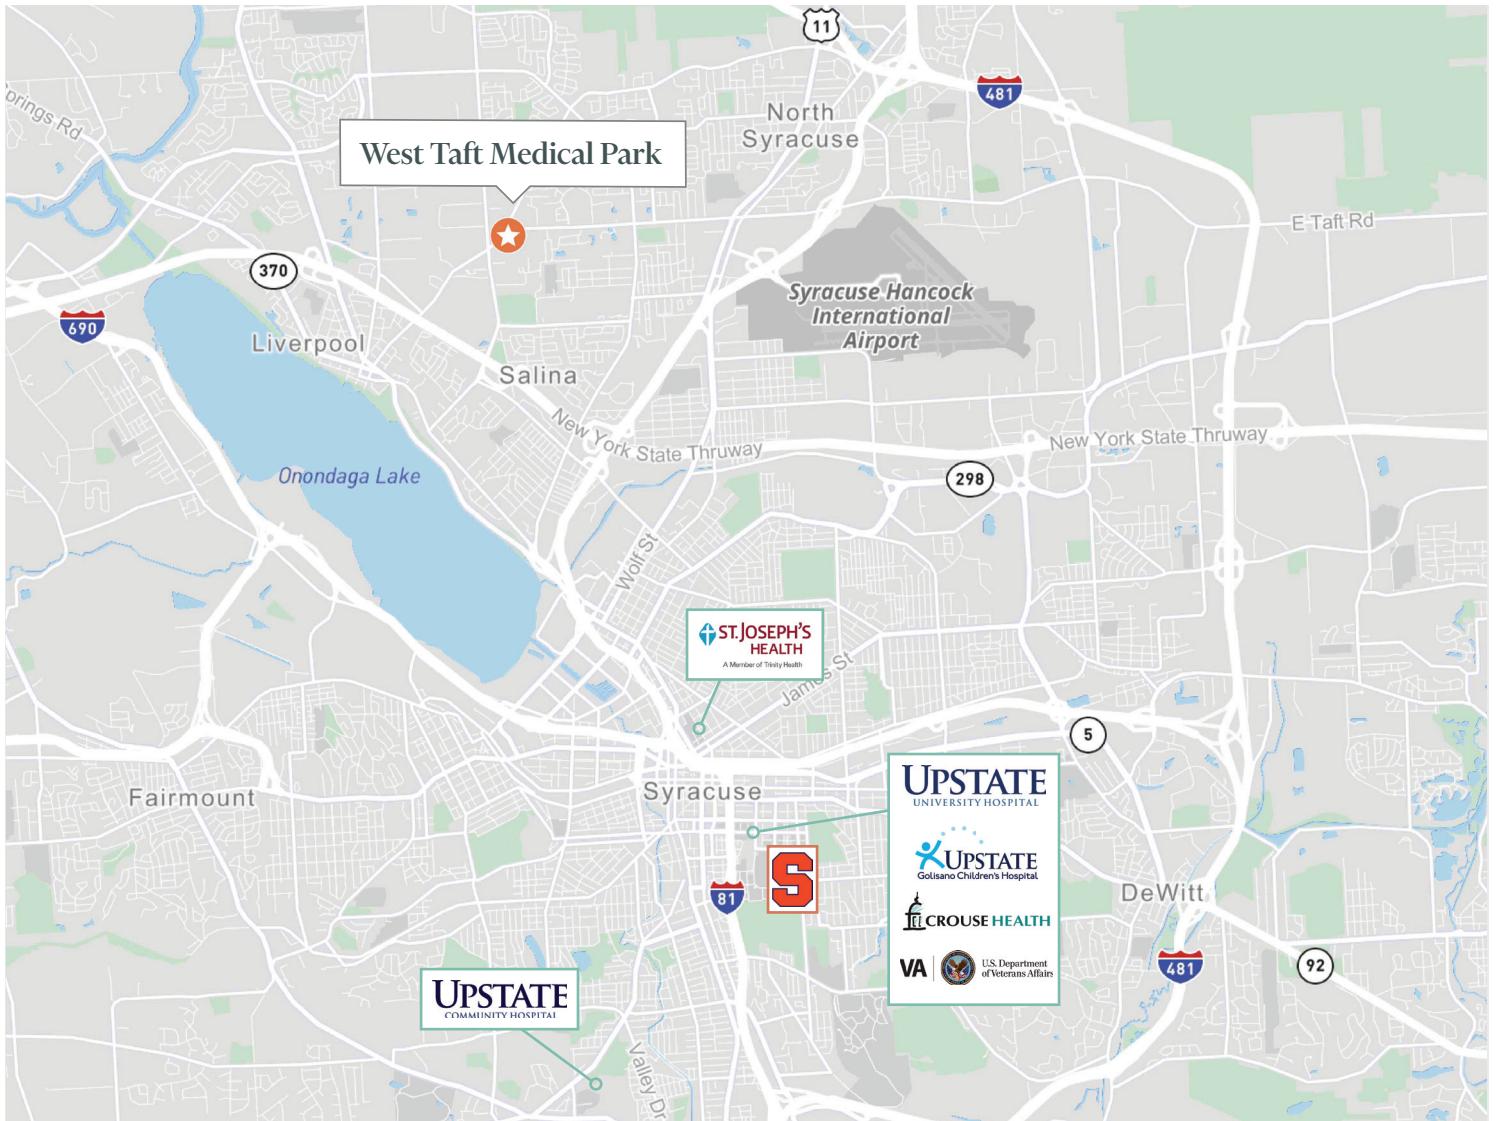 11
481
North
Syracuse
Springs Rd
West Taft Medical Park
E Taft Rd
370
Syracuse Hancock
International
Airport
690
Liverpool
Salina
New York State Thruway
New York State Thruway
Onondaga Lake
298
Wolf St
ST.JOSEPH'S
HEALTH
A Member of Trinity Health
James St
5
Syracuse
Fairmount
UPSTATE
UNIVERSITY HOSPITAL
UPSTATE
Golisano Children's Hospital
CROUSE HEALTH
VA
U.S. Department
of Veterans Affairs
S
81
DeWitt
481
92
UPSTATE
COMMUNITY HOSPITAL
Valley Dr